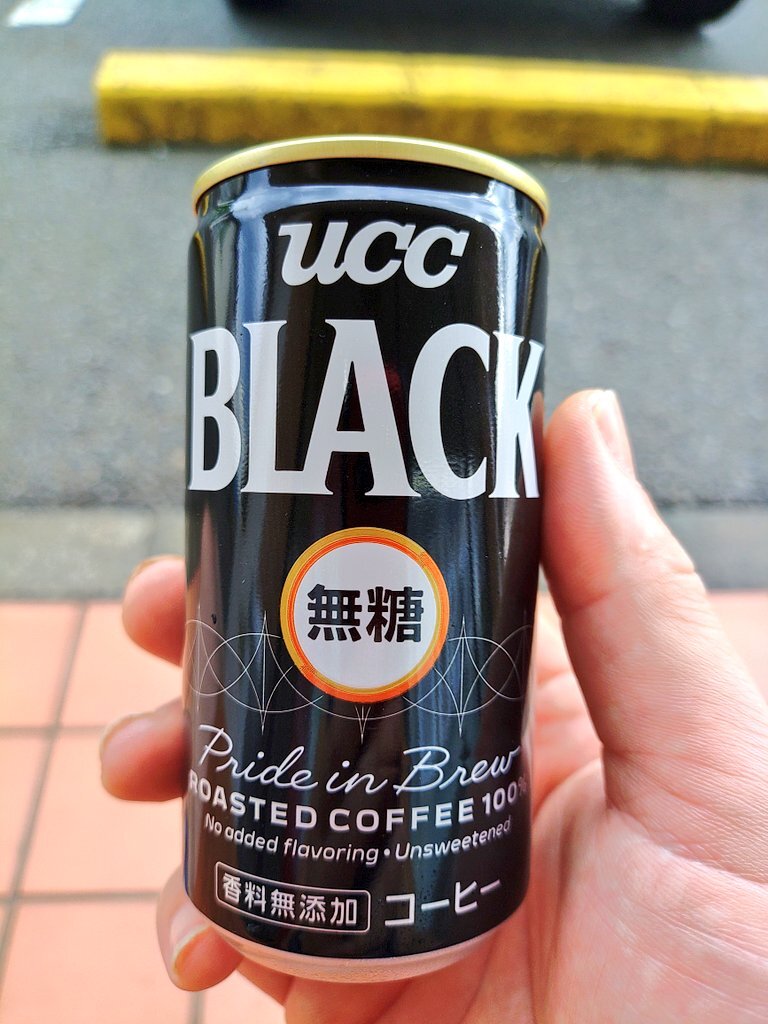 ucc
BLACK
無糖
Pride in Brew
ROASTED COFFEE 100%
No added flavoring • Unsweetened
香料無添加 コーヒー